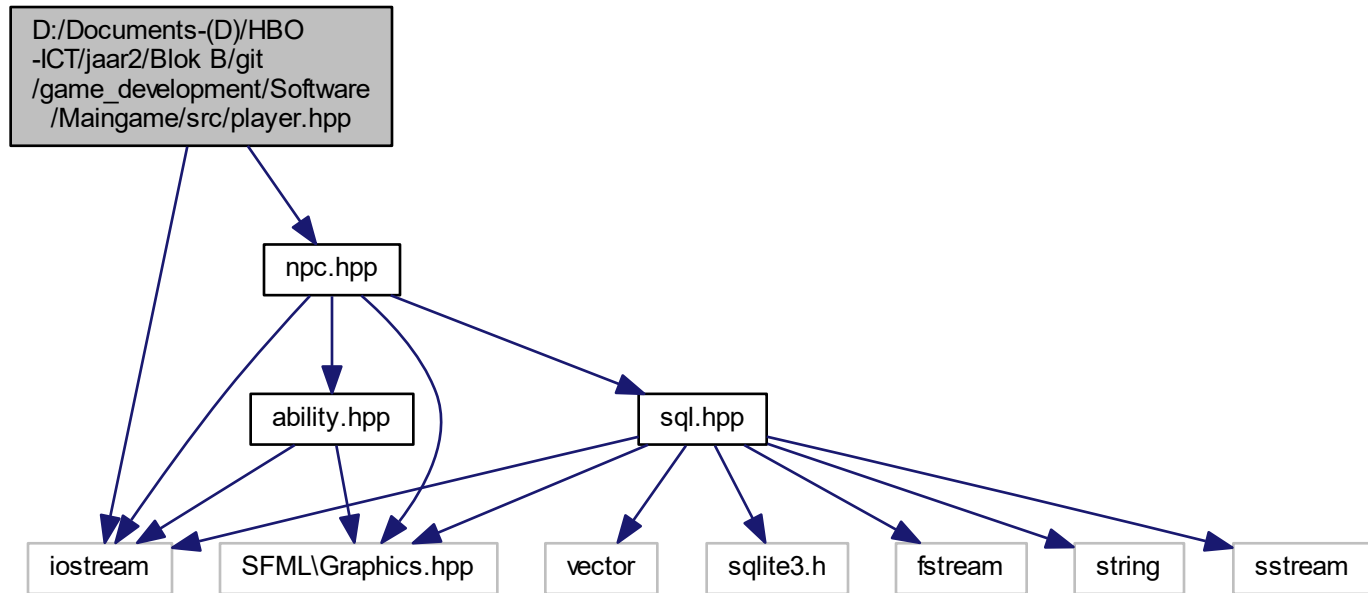 D:/Documents-(D)/HBO
-ICT/jaar2/Blok B/git
/game_development/Software
/Maingame/src/player.hpp
npc.hpp
ability.hpp
sql.hpp
iostream
SFML\Graphics.hpp
vector
sqlite3.h
fstream
string
sstream